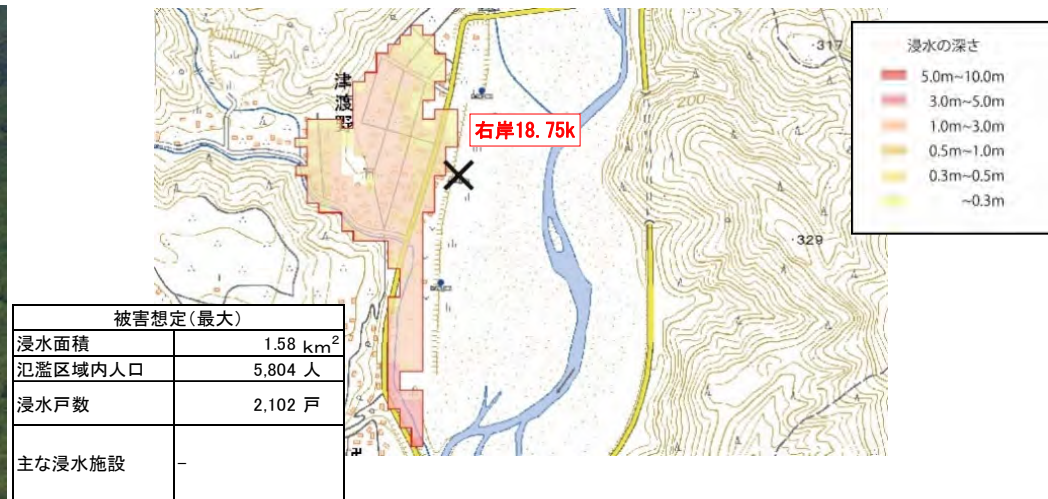 津渡野
右岸18.75k
・317
200
・329
浸水の深さ
5.0m~10.0m
3.0m~5.0m
1.0m~3.0m
0.5m~1.0m
0.3m~0.5m
~0.3m
被害想定(最大)
浸水面積 1.58 km²
氾濫区域内人口 5,804 人
浸水戸数 2,102 戸
主な浸水施設 -